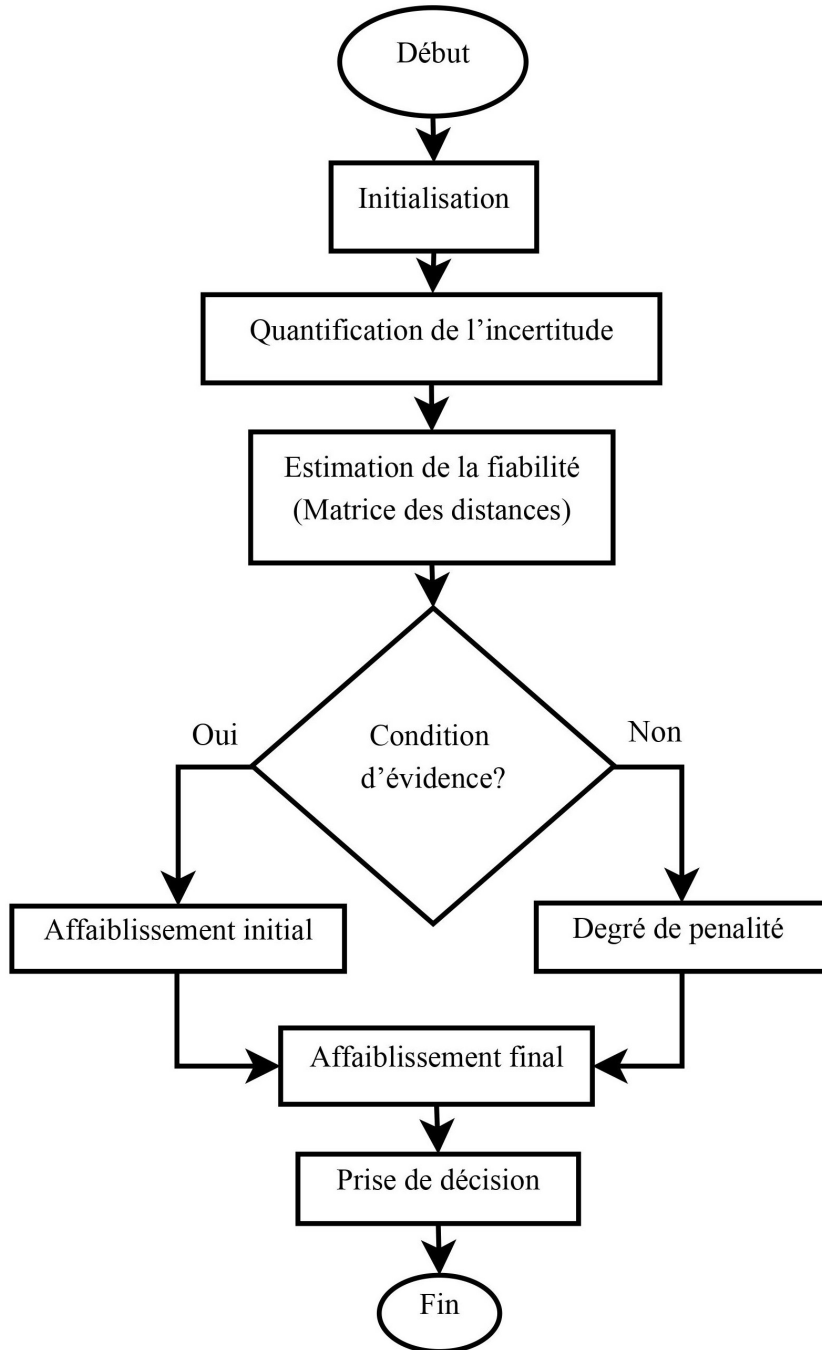 Début
Initialisation
Quantification de l’incertitude
Estimation de la fiabilité
(Matrice des distances)
Oui
Condition
d’évidence?
Non
Affaiblissement initial
Degré de penalité
Affaiblissement final
Prise de décision
Fin